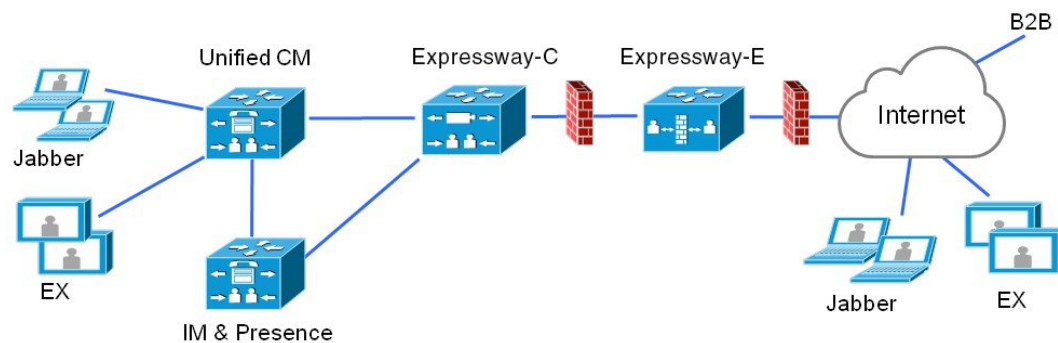 B2B
Unified CM
Expressway-C
Expressway-E
Internet
Jabber
EX
IM & Presence
Jabber
EX